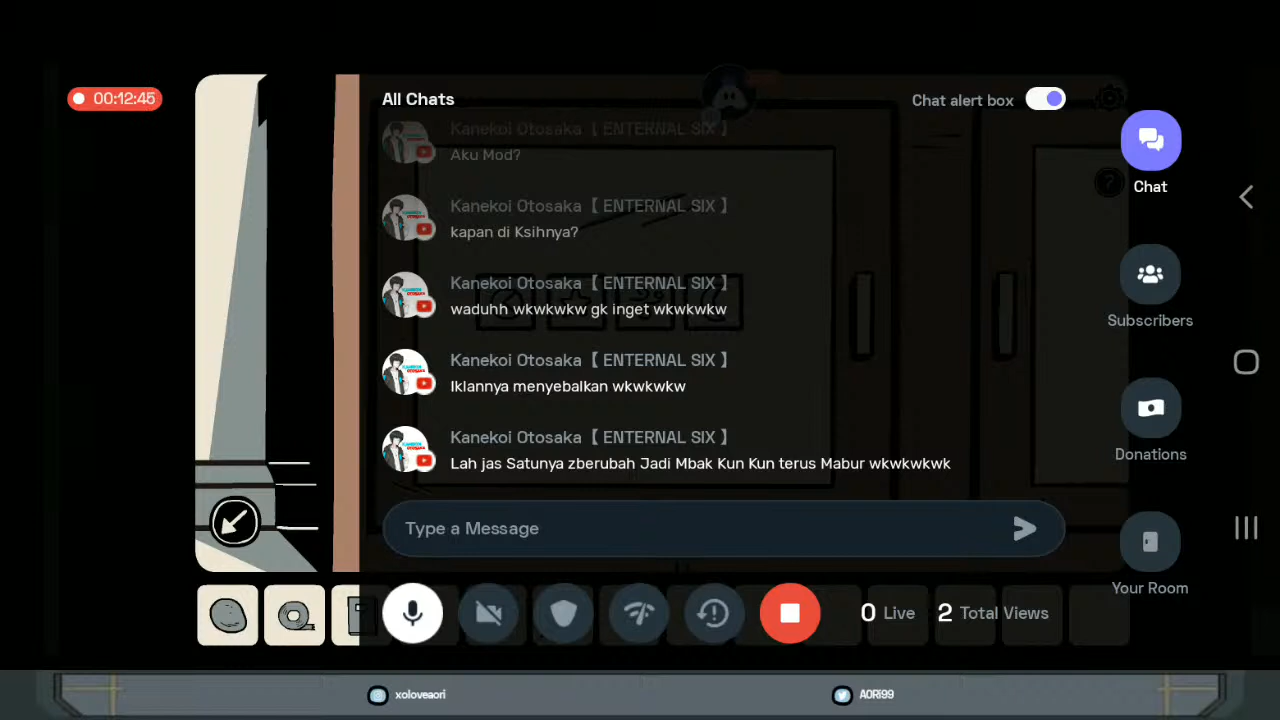 00:12:45
All Chats
Chat alert box
Kanekoi Otosaka【 ENTERNAL SIX 】
Aku Mod?
Kanekoi Otosaka【 ENTERNAL SIX 】
kapan di Ksihnya?
Kanekoi Otosaka【 ENTERNAL SIX 】
waduhh wkwkwkw gk inget wkwkwkw
Kanekoi Otosaka【 ENTERNAL SIX 】
Iklannya menyebalkan wkwkwkw
Kanekoi Otosaka【 ENTERNAL SIX 】
Lah jas Satunya zberubah Jadi Mbak Kun Kun terus Mabur wkwkwkwk
Type a Message
Chat
Subscribers
Donations
Your Room
0 Live 2 Total Views
xoloveaori
A0Ri99